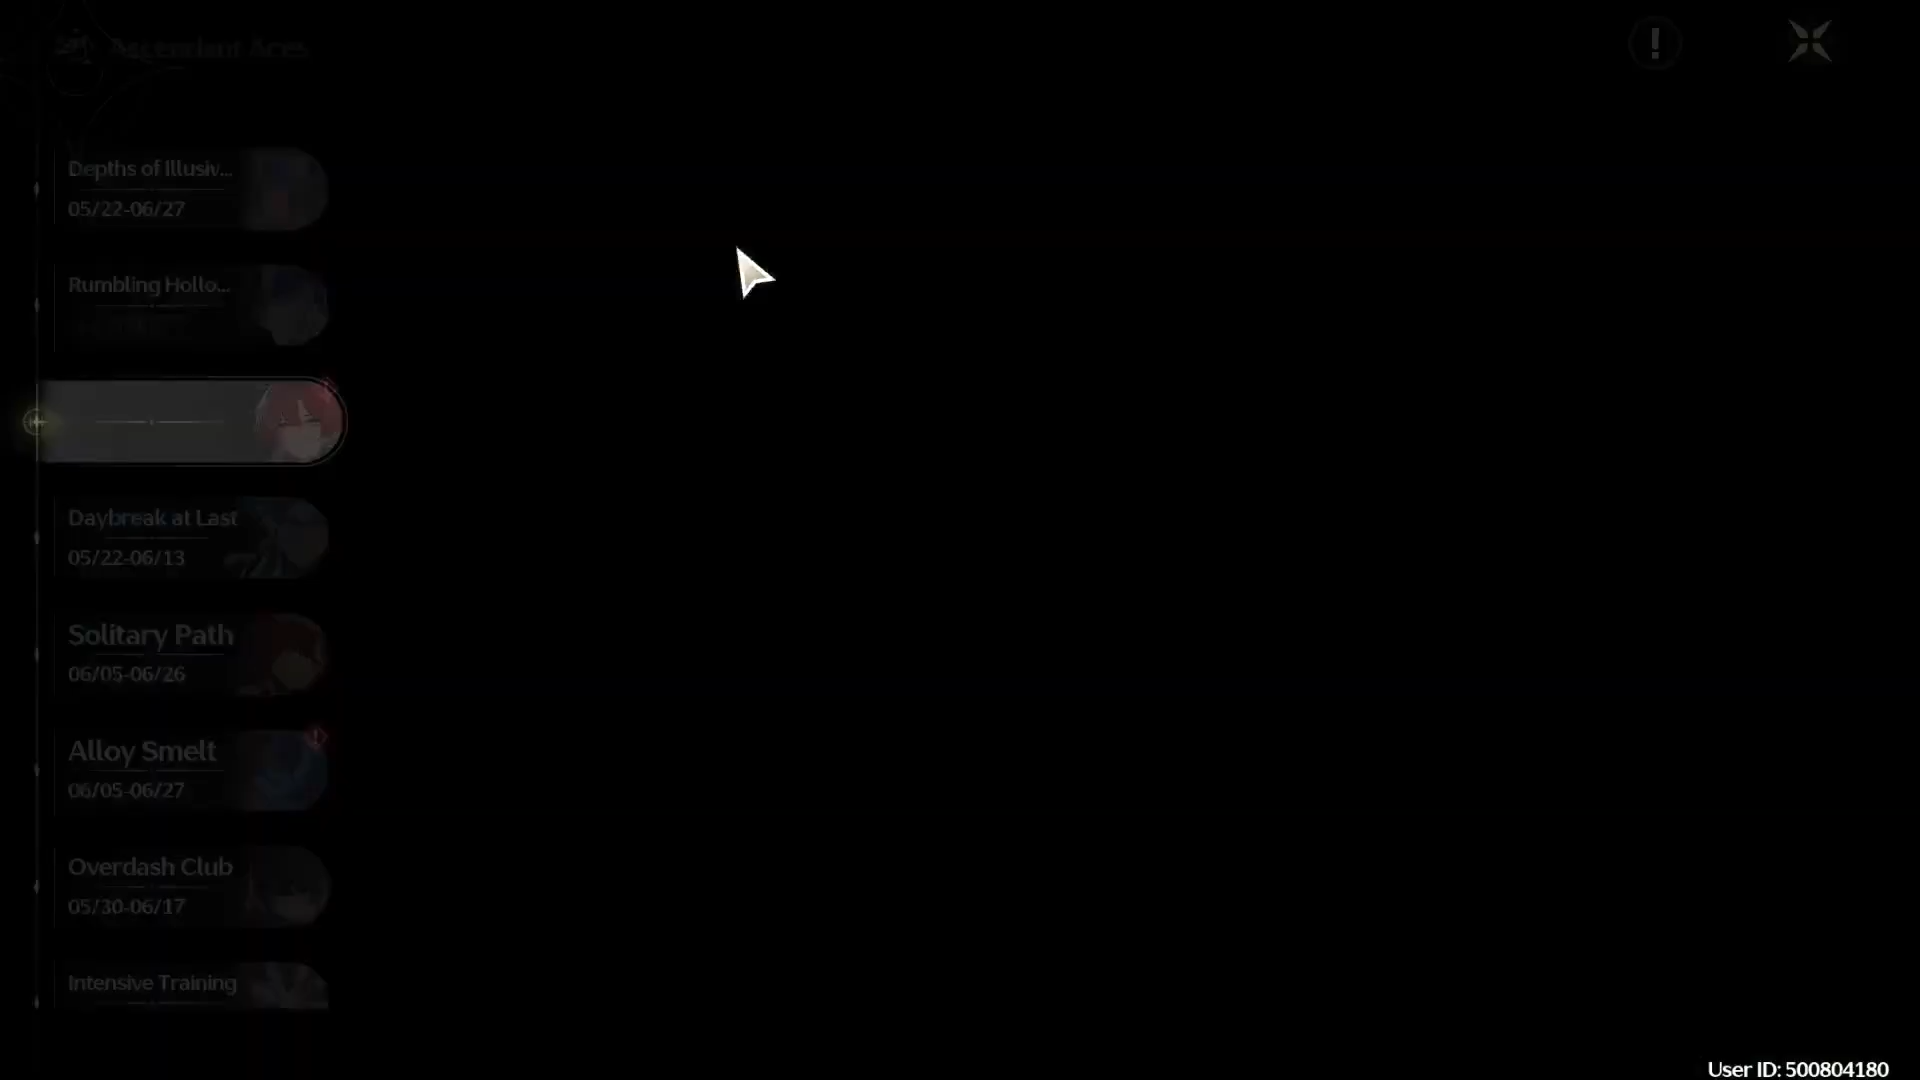 Ascendant Aces
Depths of Illusiv...
05/22-06/27
Rumbling Hollo...
Daybreak at Last
05/22-06/13
Solitary Path
06/05-06/26
Alloy Smelt
06/05-06/27
Overdash Club
05/30-06/17
Intensive Training
User ID: 500804180